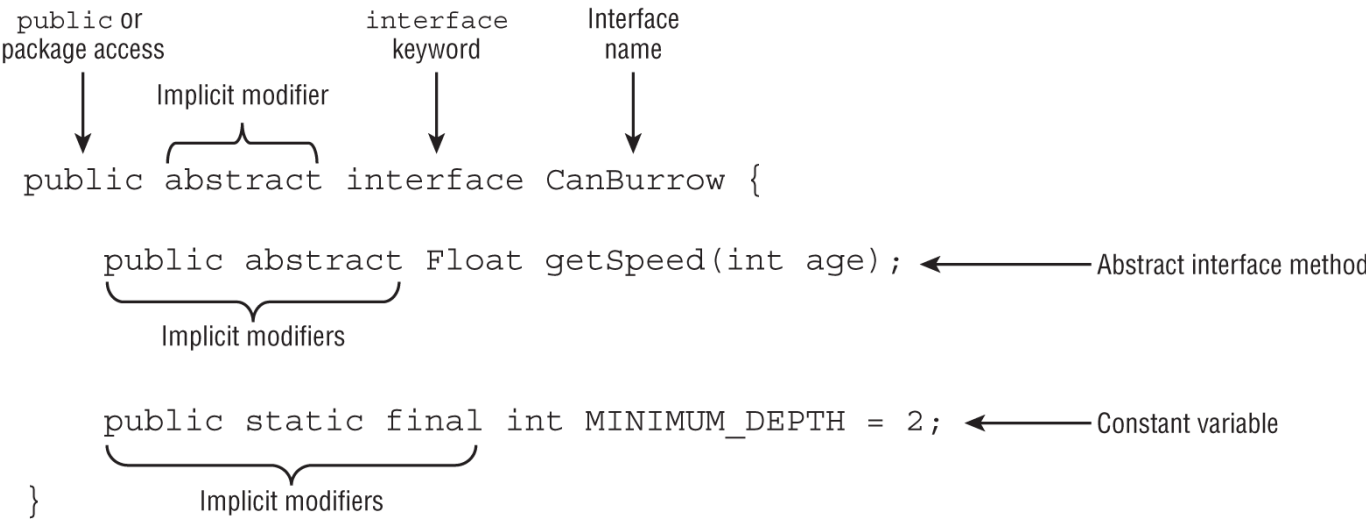 public or
package access
interface
keyword
Interface
name
Implicit modifier
public abstract interface CanBurrow {
public abstract Float getSpeed(int age);
Abstract interface method
Implicit modifiers
public static final int MINIMUM_DEPTH = 2;
Constant variable
Implicit modifiers
}